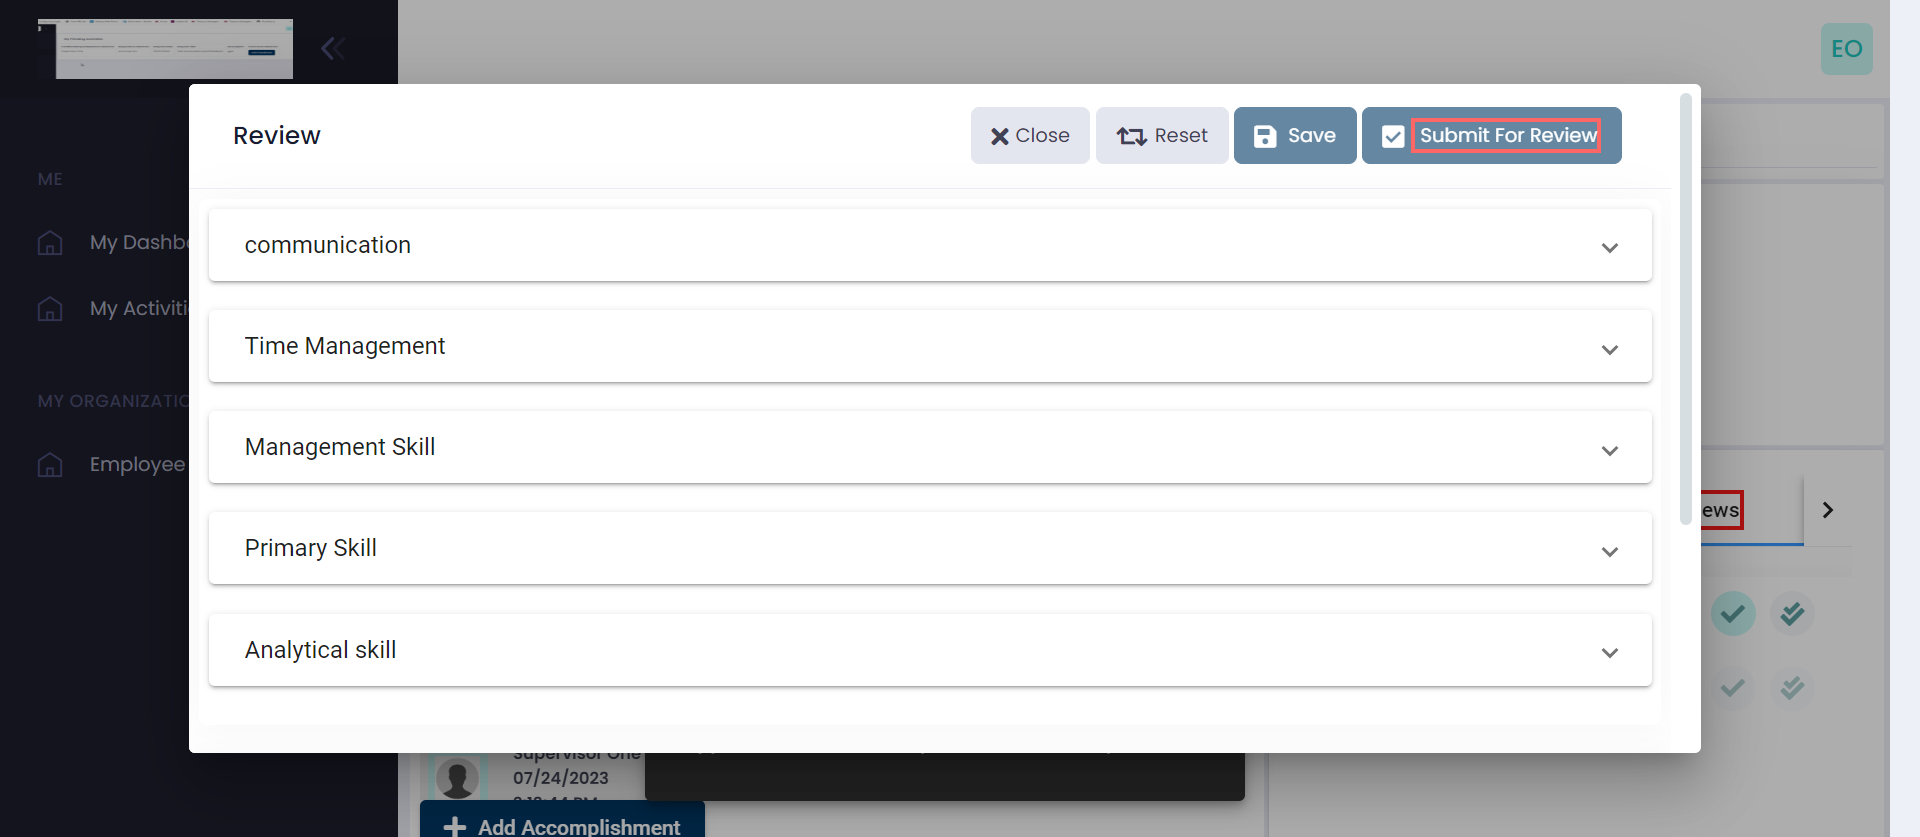 EO
Review
Close
Reset
Save
Submit For Review
ME
My Dashb
My Activiti
MY ORGANIZATIO
Employee
communication
Time Management
Management Skill
Primary Skill
Analytical skill
ews
Supervisor One
07/24/2023
Add Accomplishment